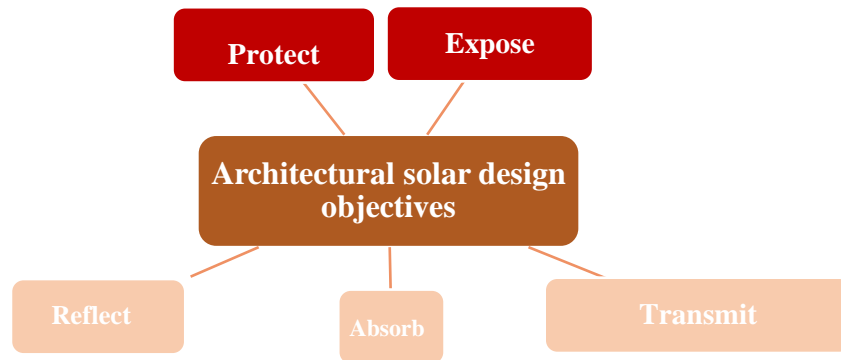 Protect
Expose
Architectural solar design
objectives
Reflect
Absorb
Transmit